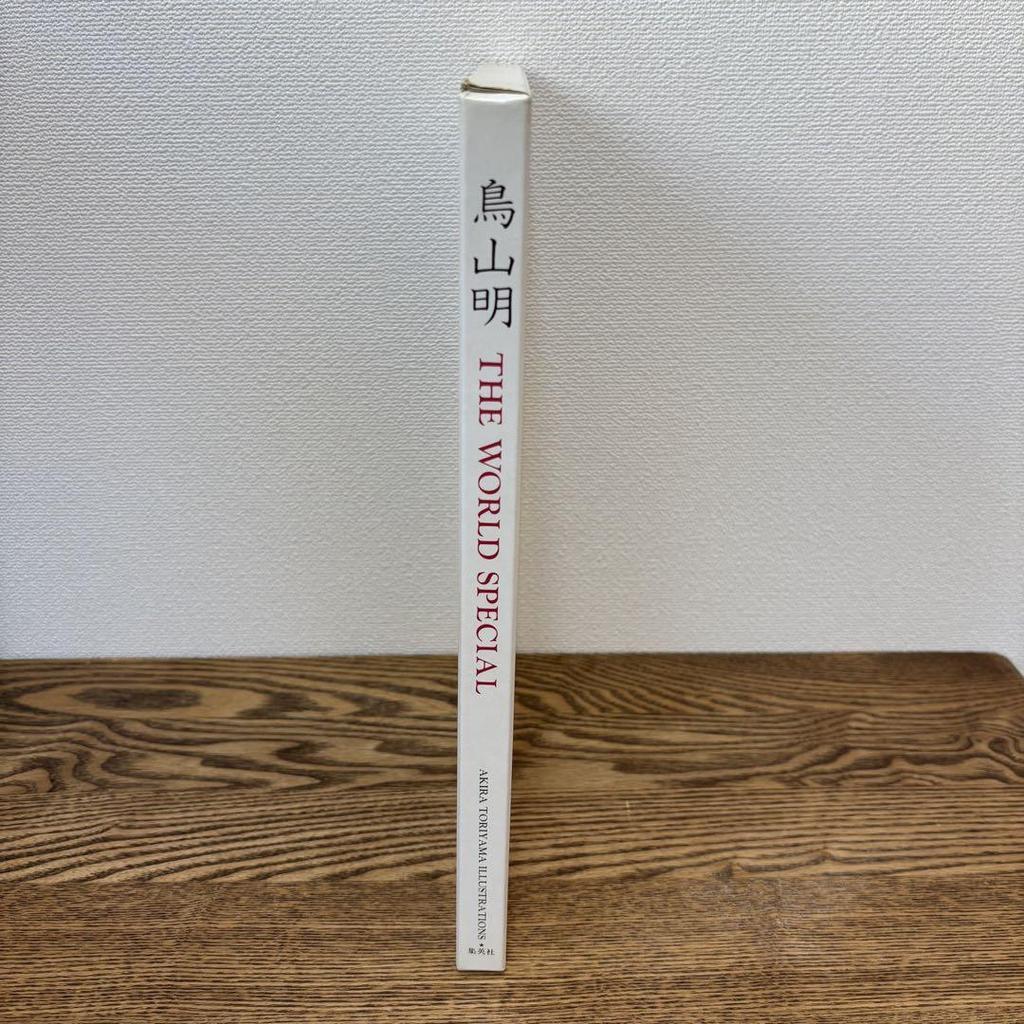 鳥山明
THE WORLD SPECIAL
AKIRA TORIYAMA ILLUSTRATIONS ★
集英社